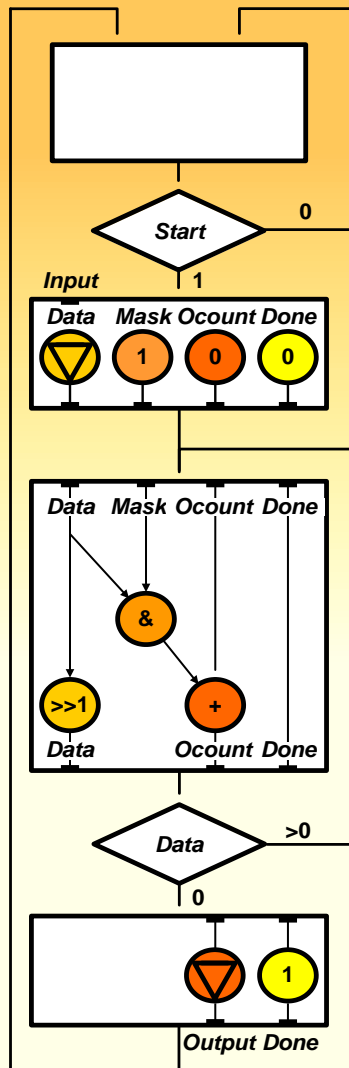 Start
0
1
Input
Data Mask Ocount Done
1 0 0
Data Mask Ocount Done
&
>>1 +
Data Ocount Done
Data
>0
0
1
Output Done